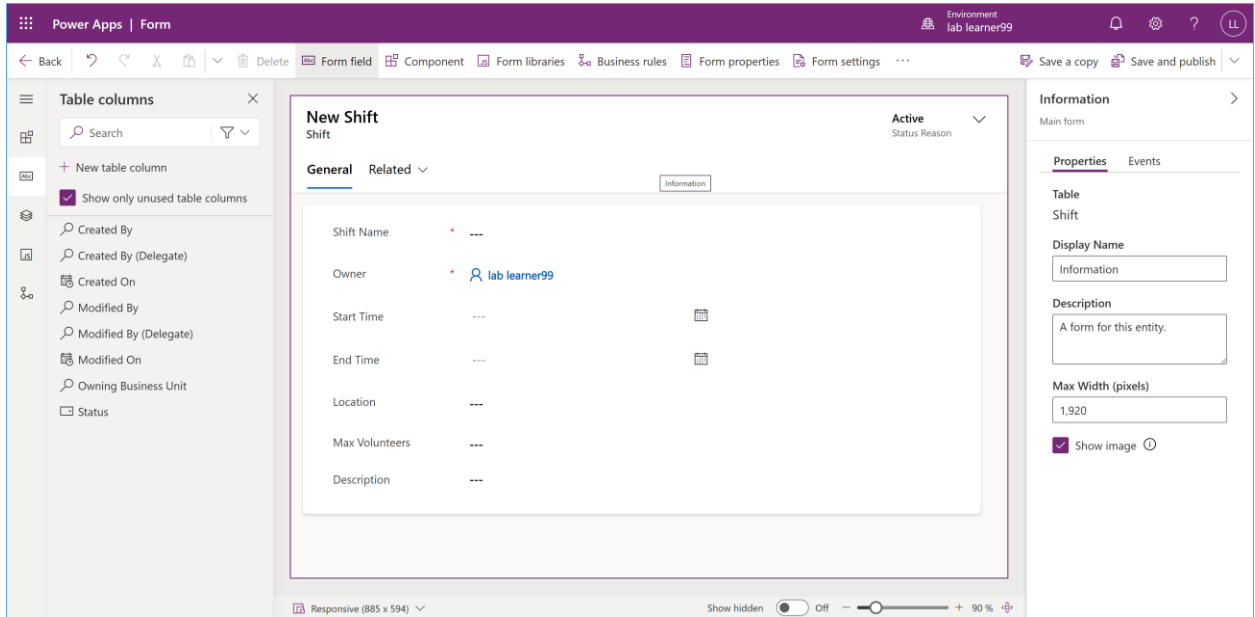 Power Apps | Form
Environment
lab learner99
?
LL
Back
Delete
Abc Form field
Component
JS Form libraries
Business rules
Form properties
Form settings
...
Save a copy
Save and publish
Table columns
Search
+ New table column
Show only unused table columns
Created By
Created By (Delegate)
Created On
Modified By
Modified By (Delegate)
Modified On
Owning Business Unit
Status
Abc
JS
New Shift
Shift
Active
Status Reason
General Related
Information
Shift Name * ---
Owner * lab learner99
Start Time ---
End Time ---
Location ---
Max Volunteers ---
Description ---
Responsive (885 x 594)
Show hidden Off − + 90 %
Information
Main form
Properties Events
Table
Shift
Display Name
Information
Description
A form for this entity.
Max Width (pixels)
1,920
Show image